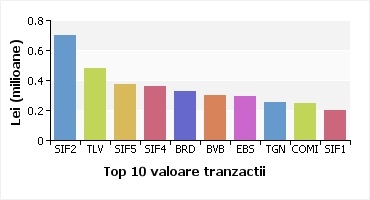 Lei (milioane)
0.8
0.6
0.4
0.2
0
SIF2 TLV SIF5 SIF4 BRD BVB EBS TGN COMI SIF1
Top 10 valoare tranzactii